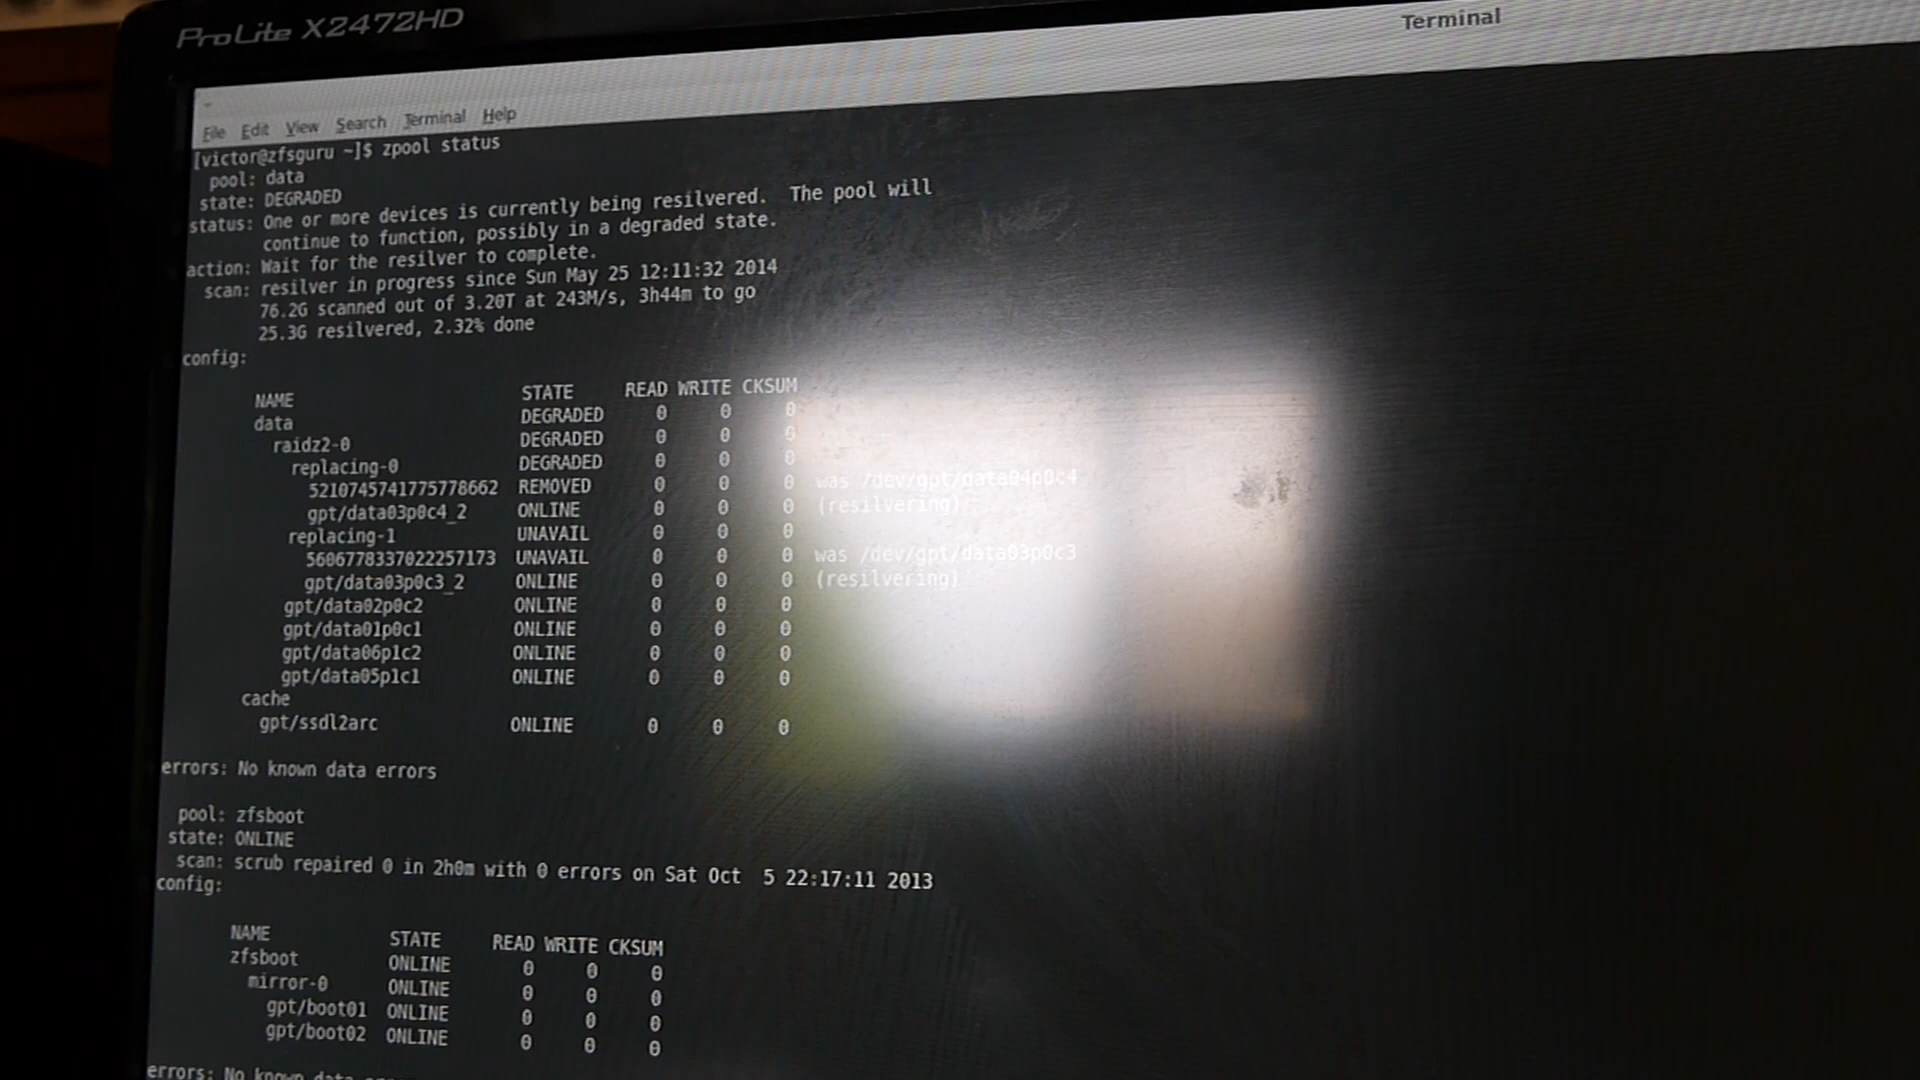 ProLite X2472HD
Terminal
File Edit View Search Terminal Help
[victor@zfsguru ~]$ zpool status
pool: data
state: DEGRADED
status: One or more devices is currently being resilvered. The pool will
continue to function, possibly in a degraded state.
action: Wait for the resilver to complete.
scan: resilver in progress since Sun May 25 12:11:32 2014
76.2G scanned out of 3.20T at 243M/s, 3h44m to go
25.3G resilvered, 2.32% done
config:
NAME STATE READ WRITE CKSUM
data DEGRADED 0 0 0
raidz2-0 DEGRADED 0 0 0
replacing-0 DEGRADED 0 0 0
5210745741775778662 REMOVED 0 0 0 was /dev/gpt/data04p0c4
gpt/data03p0c4_2 ONLINE 0 0 0 (resilvering)
replacing-1 UNAVAIL 0 0 0
5606778337022257173 UNAVAIL 0 0 0 was /dev/gpt/data03p0c3
gpt/data03p0c3_2 ONLINE 0 0 0 (resilvering)
gpt/data02p0c2 ONLINE 0 0 0
gpt/data01p0c1 ONLINE 0 0 0
gpt/data06p1c2 ONLINE 0 0 0
gpt/data05p1c1 ONLINE 0 0 0
cache
gpt/ssdl2arc ONLINE 0 0 0
errors: No known data errors
pool: zfsboot
state: ONLINE
scan: scrub repaired 0 in 2h0m with 0 errors on Sat Oct 5 22:17:11 2013
config:
NAME STATE READ WRITE CKSUM
zfsboot ONLINE 0 0 0
mirror-0 ONLINE 0 0 0
gpt/boot01 ONLINE 0 0 0
gpt/boot02 ONLINE 0 0 0
errors: No known data